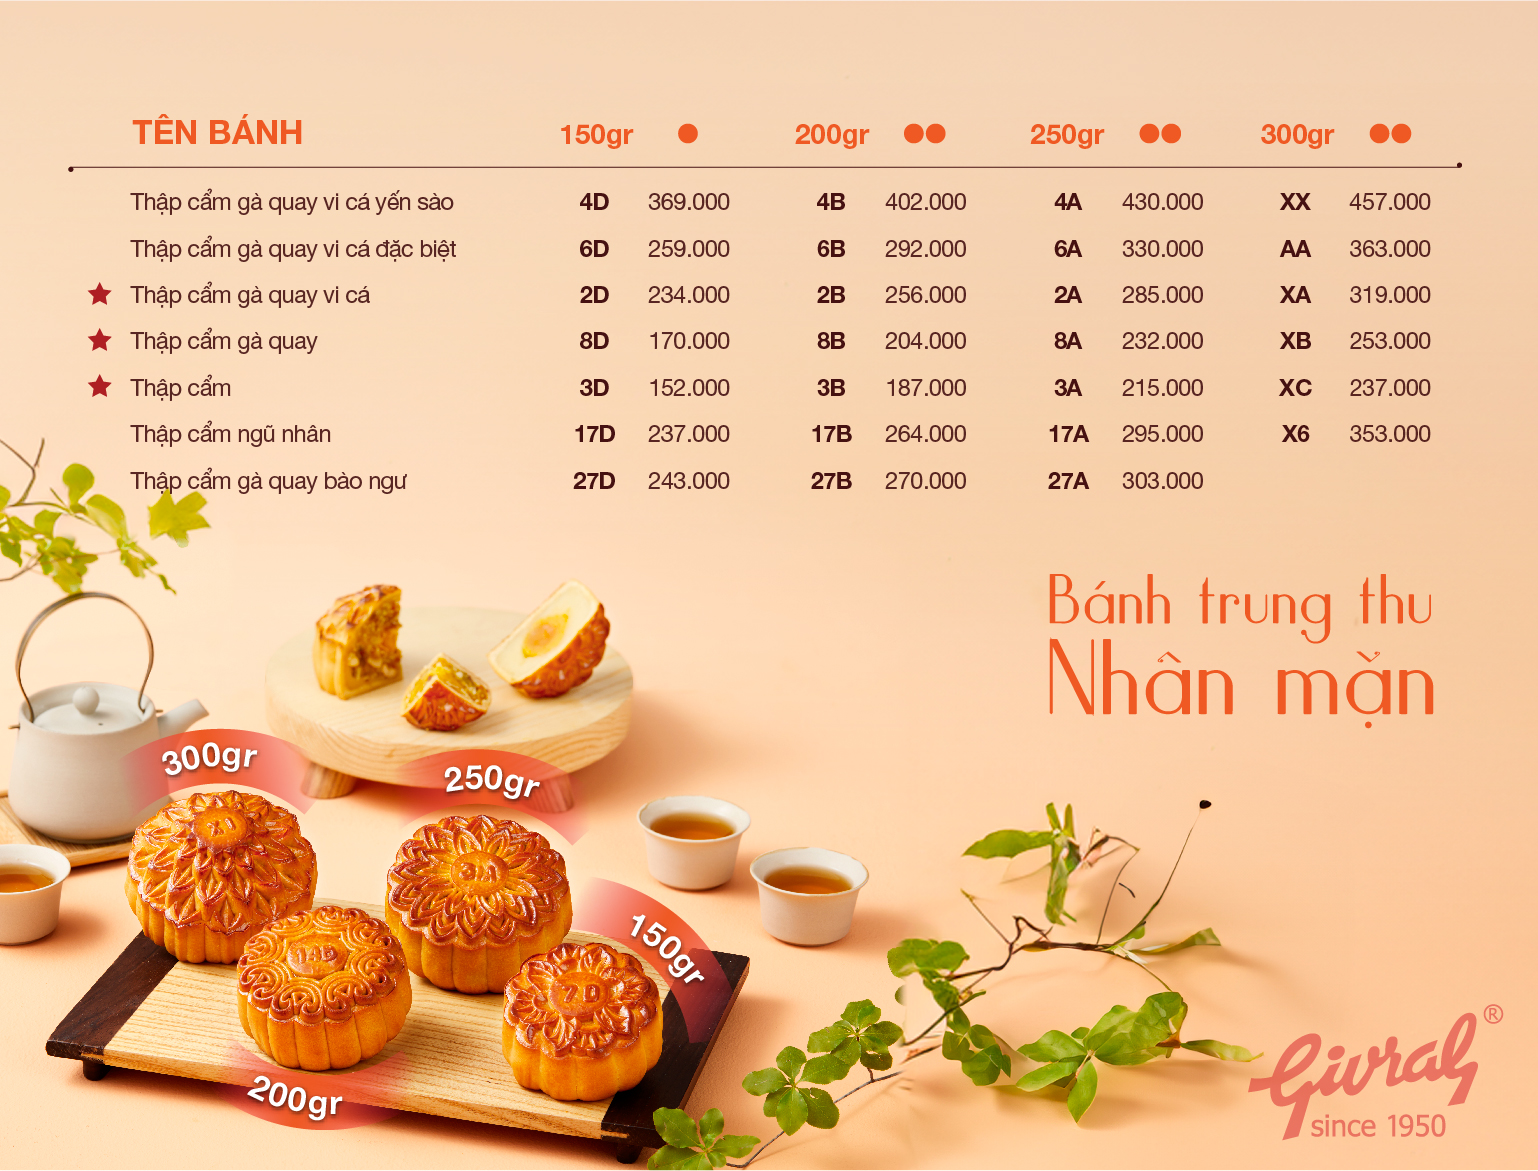 TÊN BÁNH 150gr 200gr 250gr 300gr
Thập cẩm gà quay vi cá yến sào 4D 369.000 4B 402.000 4A 430.000 XX 457.000
Thập cẩm gà quay vi cá đặc biệt 6D 259.000 6B 292.000 6A 330.000 AA 363.000
Thập cẩm gà quay vi cá 2D 234.000 2B 256.000 2A 285.000 XA 319.000
Thập cẩm gà quay 8D 170.000 8B 204.000 8A 232.000 XB 253.000
Thập cẩm 3D 152.000 3B 187.000 3A 215.000 XC 237.000
Thập cẩm ngũ nhân 17D 237.000 17B 264.000 17A 295.000 X6 353.000
Thập cẩm gà quay bào ngư 27D 243.000 27B 270.000 27A 303.000
Bánh trung thu
Nhân mặn
300gr
250gr
X1
3A
150gr
14B
7D
200gr
Givral®
since 1950